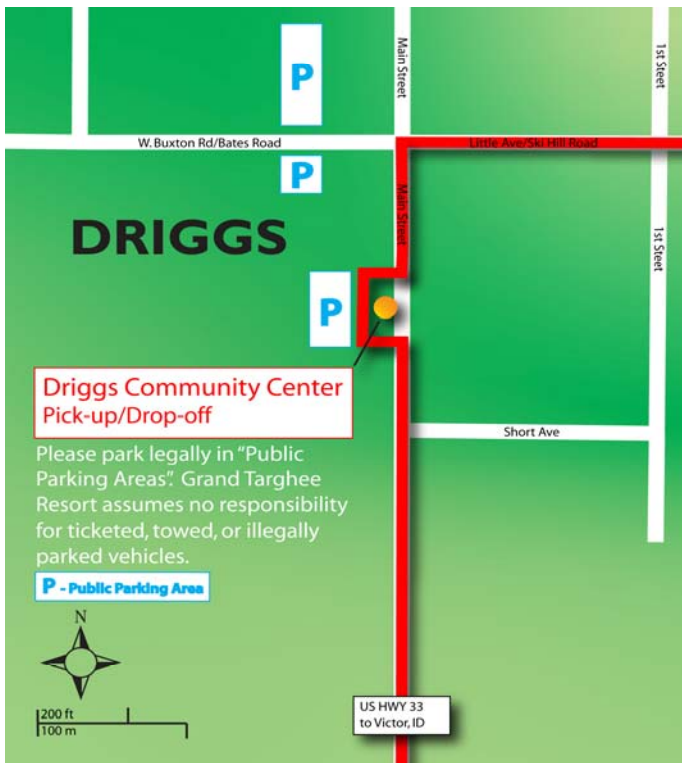 Main Street
1st Steet
P
W. Buxton Rd/Bates Road
Little Ave/Ski Hill Road
P
Main Street
1st Steet
DRIGGS
P
Driggs Community Center
Pick-up/Drop-off
Short Ave
Please park legally in “Public
Parking Areas”. Grand Targhee
Resort assumes no responsibility
for ticketed, towed, or illegally
parked vehicles.
P - Public Parking Area
N
US HWY 33
to Victor, ID
200 ft
100 m